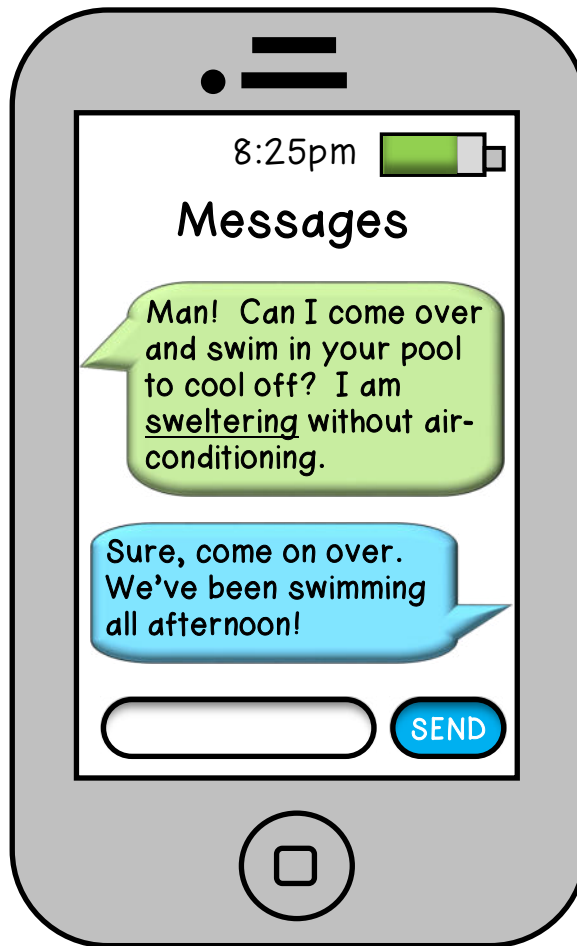 8:25pm
Messages
Man!  Can I come over
and swim in your pool
to cool off?  I am
sweltering without air-
conditioning.
Sure, come on over.
We've been swimming
all afternoon!
SEND